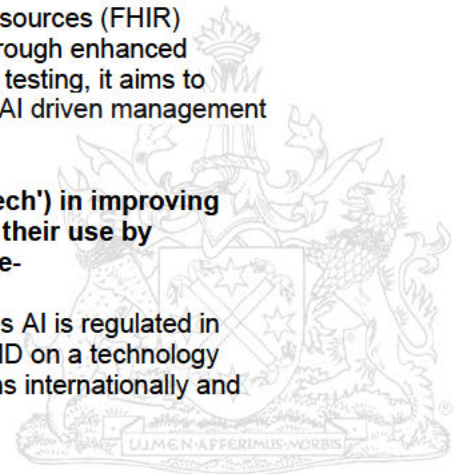 sources (FHIR)
rough enhanced
testing, it aims to
AI driven management
ech') in improving
their use by
e-
s AI is regulated in
ID on a technology
ns internationally and
LUMEN·AFFERIMUS·MORBIS
®